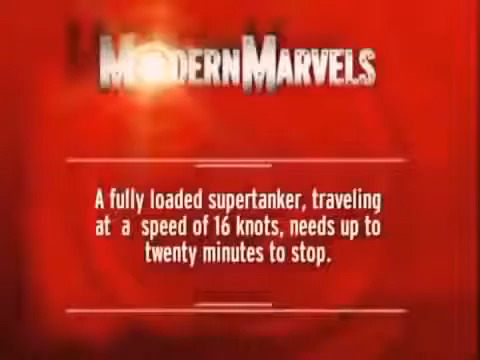 MODERN MARVELS
A fully loaded supertanker, traveling
at a speed of 16 knots, needs up to
twenty minutes to stop.